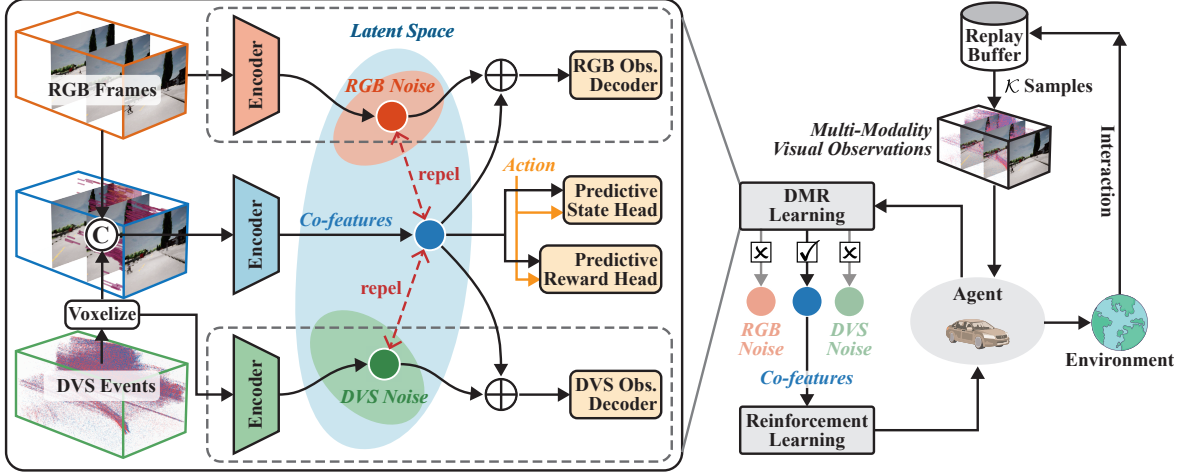 RGB Frames
Encoder
Latent Space
RGB Noise
RGB Obs.
Decoder
repel
Action
C
Encoder
Co-features
Predictive
State Head
Predictive
Reward Head
repel
Voxelize
DVS Events
Encoder
DVS Noise
DVS Obs.
Decoder
Replay
Buffer
K Samples
Multi-Modality
Visual Observations
Interaction
DMR
Learning
RGB
Noise
DVS
Noise
Co-features
Reinforcement
Learning
Agent
Environment